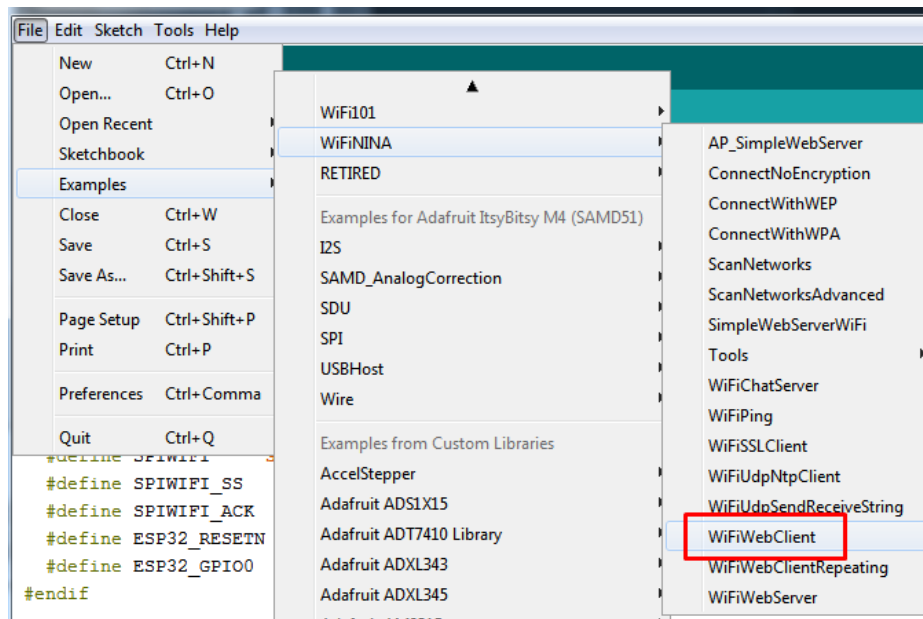 File Edit Sketch Tools Help
New Ctrl+N
Open... Ctrl+O
Open Recent
Sketchbook
Examples
Close Ctrl+W
Save Ctrl+S
Save As... Ctrl+Shift+S
Page Setup Ctrl+Shift+P
Print Ctrl+P
Preferences Ctrl+Comma
Quit Ctrl+Q
WiFi101
WiFiNINA
RETIRED
Examples for Adafruit ItsyBitsy M4 (SAMD51)
I2S
SAMD_AnalogCorrection
SDU
SPI
USBHost
Wire
Examples from Custom Libraries
AccelStepper
Adafruit ADS1X15
Adafruit ADT7410 Library
Adafruit ADXL343
Adafruit ADXL345
AP_SimpleWebServer
ConnectNoEncryption
ConnectWithWEP
ConnectWithWPA
ScanNetworks
ScanNetworksAdvanced
SimpleWebServerWiFi
Tools
WiFiChatServer
WiFiPing
WiFiSSLClient
WiFiUdpNtpClient
WiFiUdpSendReceiveString
WiFiWebClient
WiFiWebClientRepeating
WiFiWebServer
#define SPIWIFI
#define SPIWIFI_SS
#define SPIWIFI_ACK
#define ESP32_RESETN
#define ESP32_GPIO0
#endif